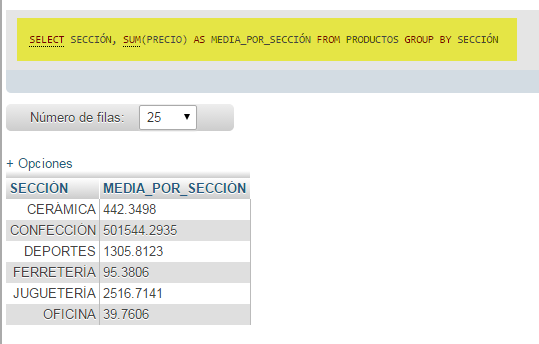 SELECT SECCIÓN, SUM(PRECIO) AS MEDIA_POR_SECCIÓN FROM PRODUCTOS GROUP BY SECCIÓN
Número de filas: 25
+ Opciones
SECCIÓN MEDIA_POR_SECCIÓN
CERÁMICA 442.3498
CONFECCIÓN 501544.2935
DEPORTES 1305.8123
FERRETERÍA 95.3806
JUGUETERÍA 2516.7141
OFICINA 39.7606